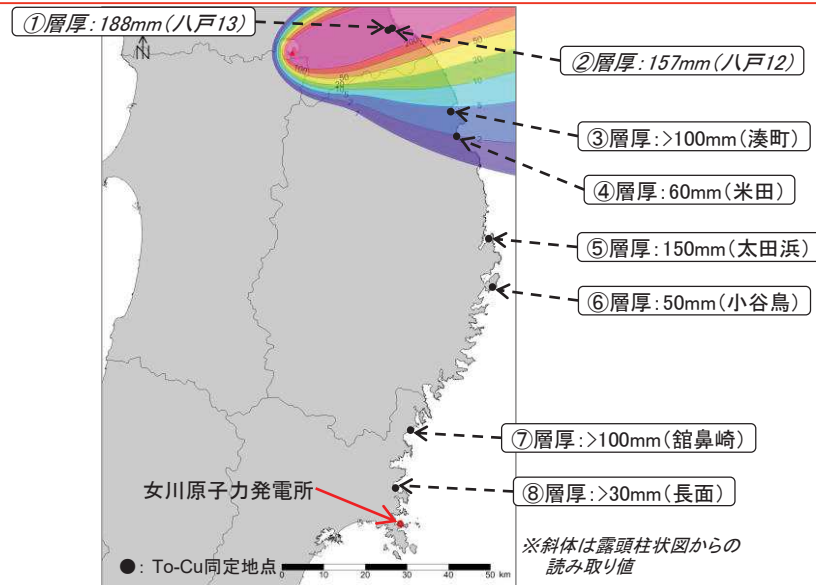 ①層厚:188mm(八戸13)
N
②層厚:157mm(八戸12)
③層厚:>100mm(湊町)
④層厚:60mm(米田)
⑤層厚:150mm(太田浜)
⑥層厚:50mm(小谷鳥)
⑦層厚:>100mm(舘鼻崎)
女川原子力発電所
⑧層厚:>30mm(長面)
※斜体は露頭柱状図からの
読み取り値
●: To-Cu同定地点
0 10 20 30 40 50 km